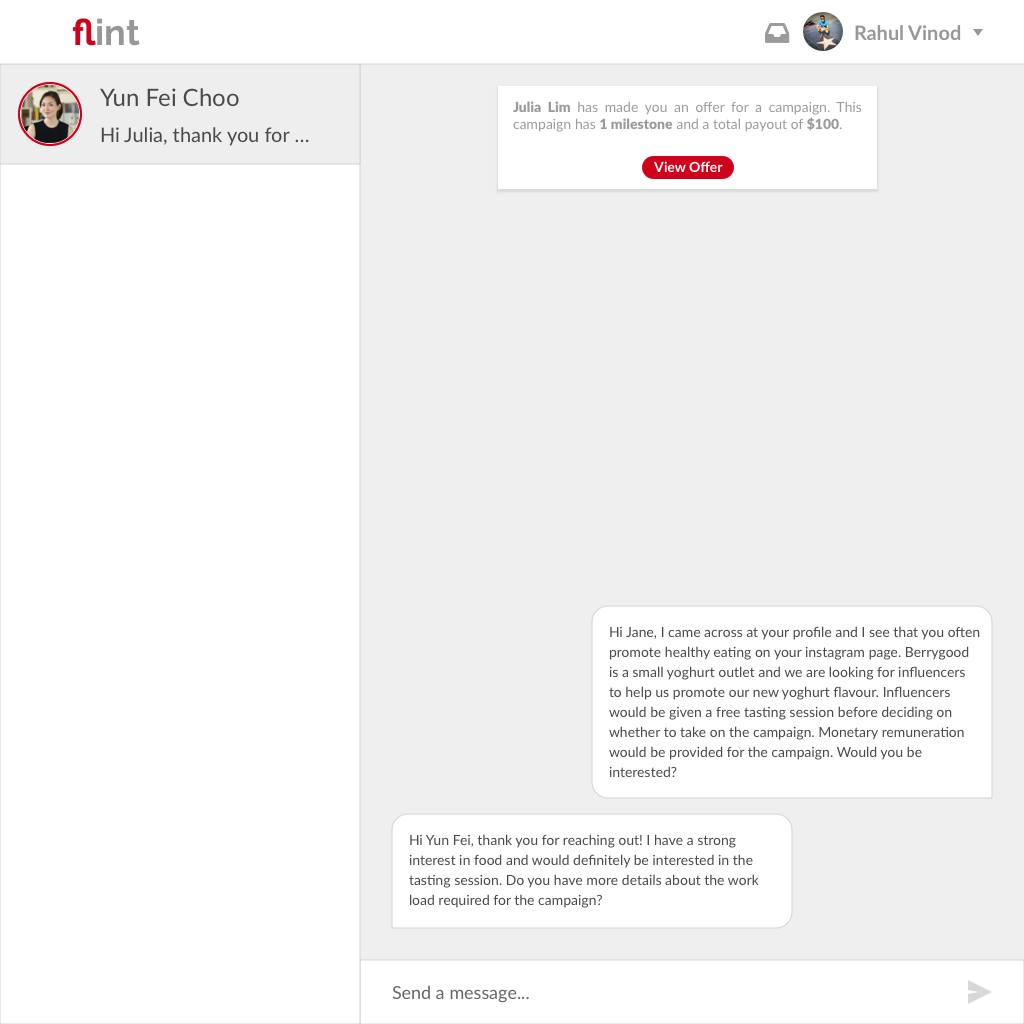 flint
Rahul Vinod
Yun Fei Choo
Hi Julia, thank you for ...
Julia Lim has made you an offer for a campaign. This
campaign has 1 milestone and a total payout of $100.
View Offer
Hi Jane, I came across at your profile and I see that you often
promote healthy eating on your instagram page. Berrygood
is a small yoghurt outlet and we are looking for influencers
to help us promote our new yoghurt flavour. Influencers
would be given a free tasting session before deciding on
whether to take on the campaign. Monetary remuneration
would be provided for the campaign. Would you be
interested?
Hi Yun Fei, thank you for reaching out! I have a strong
interest in food and would definitely be interested in the
tasting session. Do you have more details about the work
load required for the campaign?
Send a message...